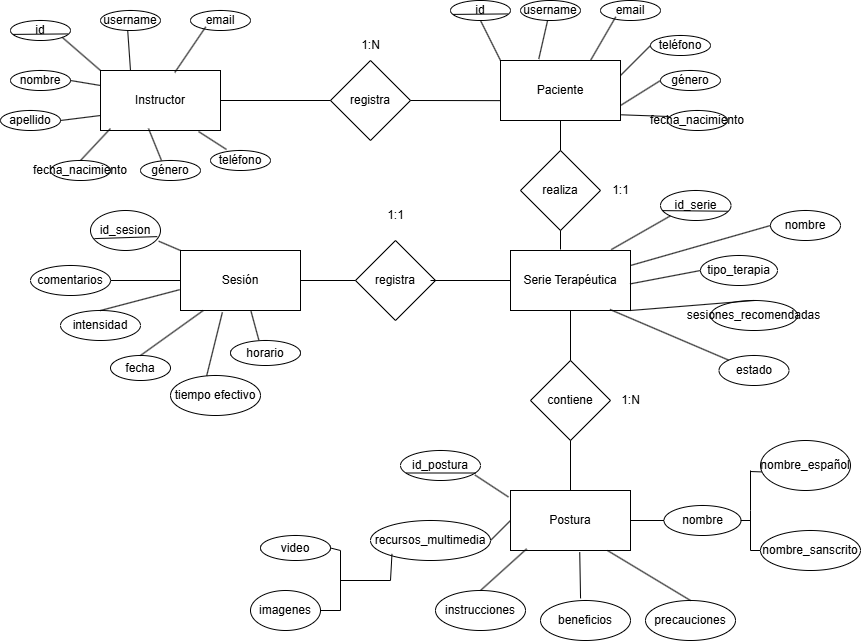 id
username
email
nombre
apellido
Instructor
fecha_nacimiento
género
teléfono
1:N
registra
id
username
email
teléfono
género
fecha_nacimiento
Paciente
realiza
1:1
id_sesion
comentarios
intensidad
fecha
tiempo efectivo
horario
Sesión
1:1
registra
Serie Terapéutica
id_serie
nombre
tipo_terapia
sesiones_recomendadas
estado
contiene
1:N
id_postura
Postura
nombre
nombre_español
nombre_sanscrito
recursos_multimedia
video
imagenes
instrucciones
beneficios
precauciones